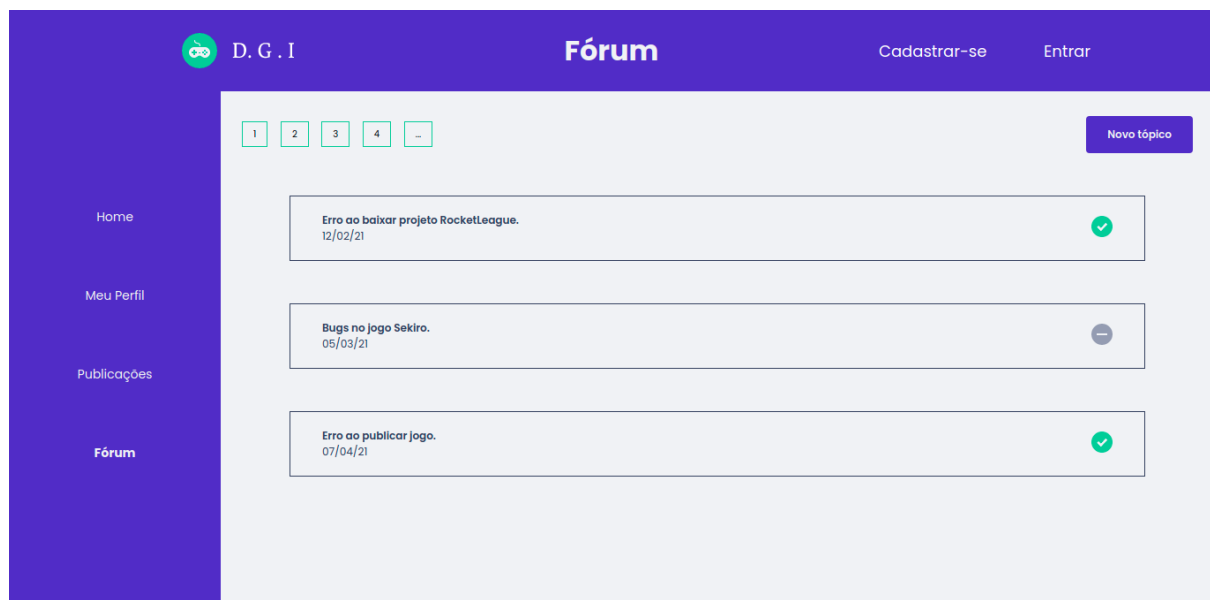 D. G . I
Fórum
Cadastrar-se
Entrar
1
2
3
4
...
Novo tópico
Home
Meu Perfil
Publicações
Fórum
Erro ao baixar projeto RocketLeague.
12/02/21
Bugs no jogo Sekiro.
05/03/21
Erro ao publicar jogo.
07/04/21